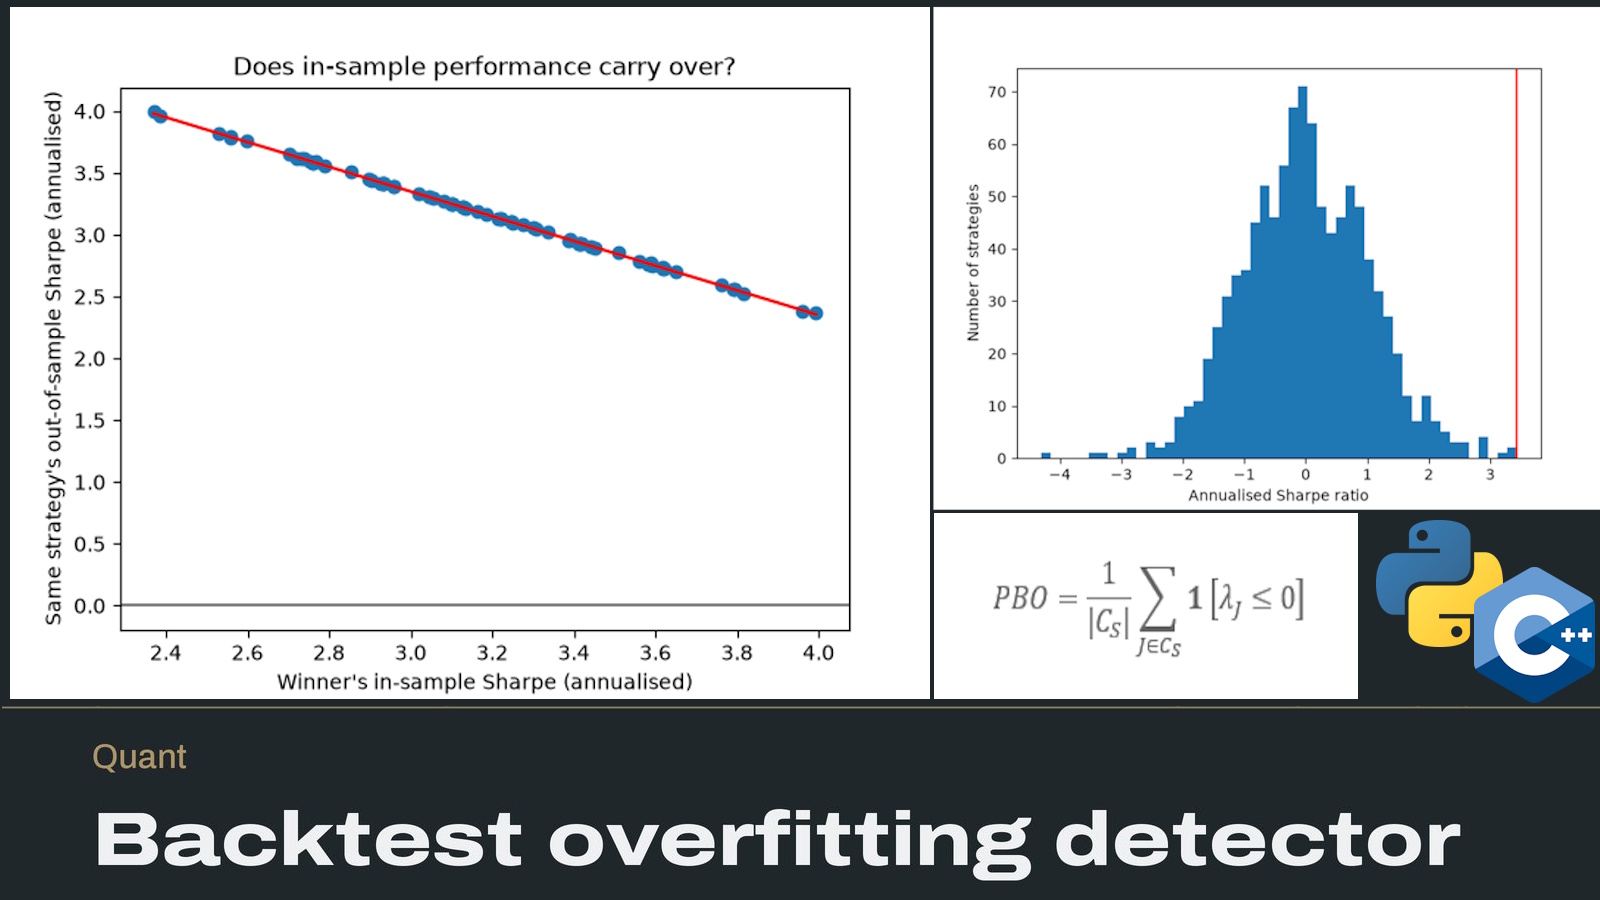 Does in-sample performance carry over?
Same strategy's out-of-sample Sharpe (annualised)
4.0
3.5
3.0
2.5
2.0
1.5
1.0
0.5
0.0
2.4 2.6 2.8 3.0 3.2 3.4 3.6 3.8 4.0
Winner's in-sample Sharpe (annualised)
Number of strategies
70
60
50
40
30
20
10
0
−4 −3 −2 −1 0 1 2 3
Annualised Sharpe ratio
PBO = 1/|C_S| ∑_{J∈C_S} 1[λ_J ≤ 0]
C++
Quant
Backtest overfitting detector